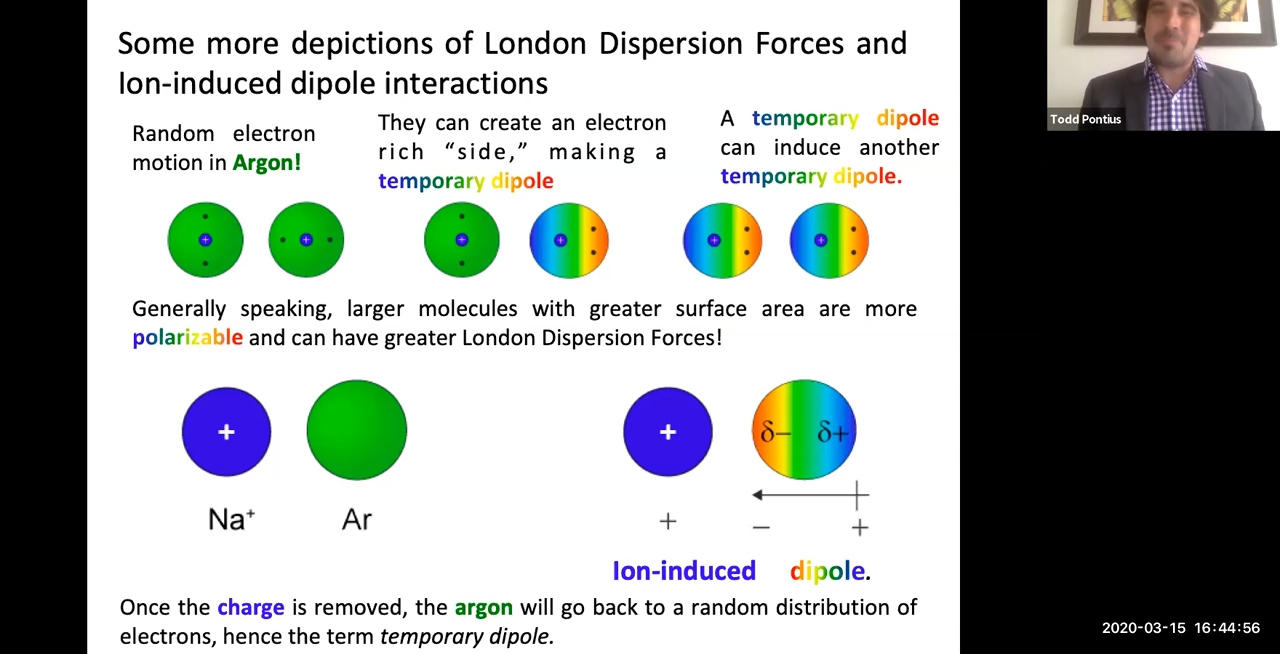 Some more depictions of London Dispersion Forces and
Ion-induced dipole interactions
Random electron
motion in Argon!
They can create an electron
rich “side,” making a
temporary dipole
A temporary dipole
can induce another
temporary dipole.
+ + + + + +
Generally speaking, larger molecules with greater surface area are more
polarizable and can have greater London Dispersion Forces!
+ + δ– δ+
Na⁺ Ar + – +
Ion-induced dipole.
Once the charge is removed, the argon will go back to a random distribution of
electrons, hence the term temporary dipole.
Todd Pontius
2020-03-15 16:44:56